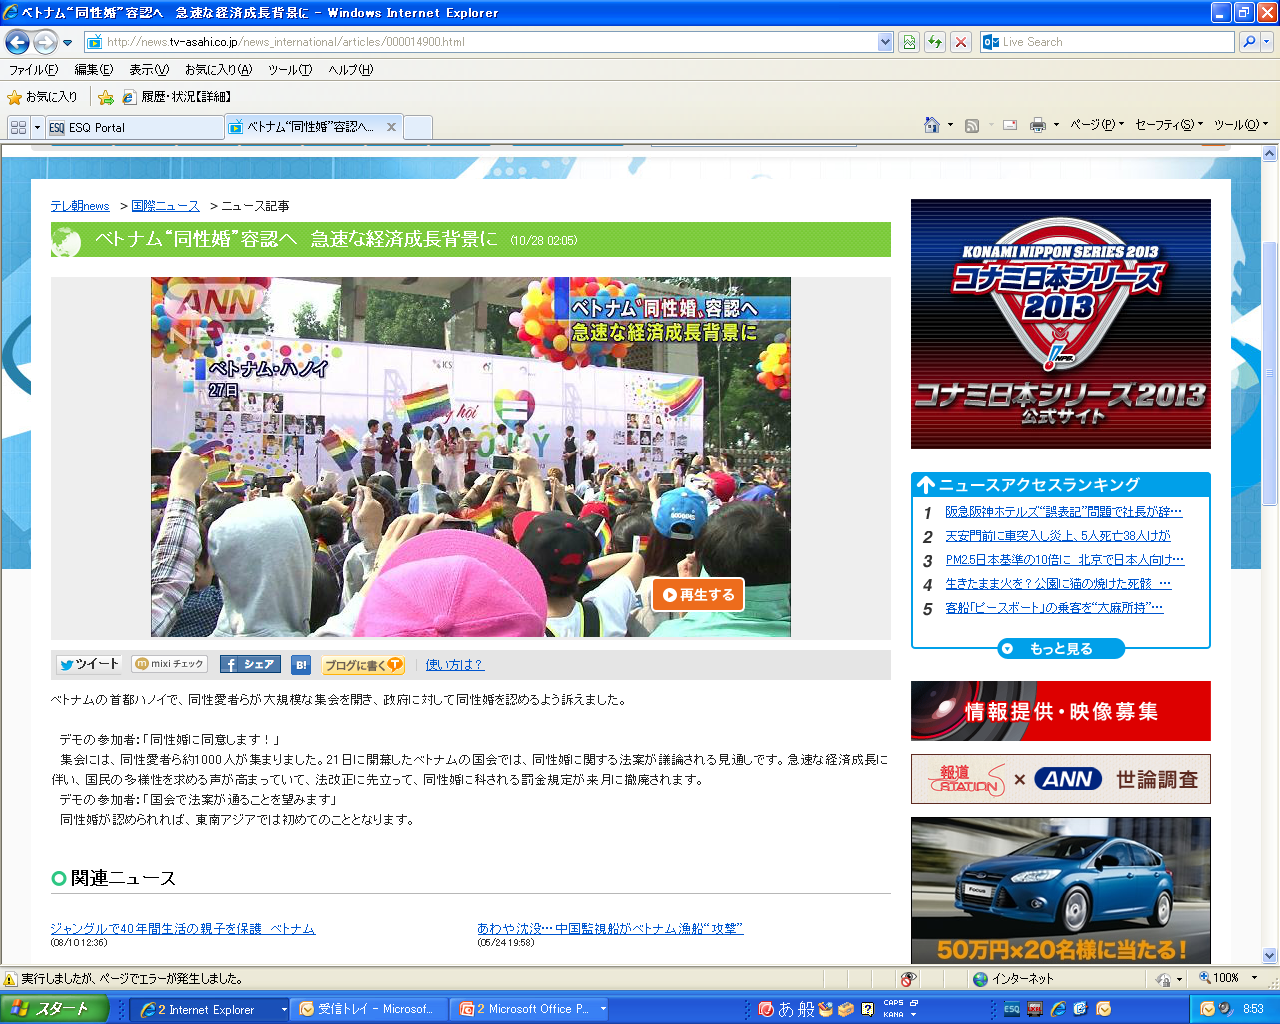 ベトナム“同性婚”容認へ　急速な経済成長背景に - Windows Internet Explorer
http://news.tv-asahi.co.jp/news_international/articles/000014900.html
Live Search
ファイル(F) 編集(E) 表示(V) お気に入り(A) ツール(T) ヘルプ(H)
お気に入り 履歴・状況【詳細】
ESQ ESQ Portal ベトナム“同性婚”容認へ... ページ(P) セーフティ(S) ツール(O)
テレ朝news > 国際ニュース > ニュース記事
ベトナム“同性婚”容認へ　急速な経済成長背景に (10/28 02:05)
ANN
NEWS
ベトナム〝同性婚〟容認へ
急速な経済成長背景に
ベトナム・ハノイ
27日
ICS
再生する
ツイート mixi チェック シェア B! ブログに書く 使い方は？
ベトナムの首都ハノイで、同性愛者らが大規模な集会を開き、政府に対して同性婚を認めるよう訴えました。
デモの参加者：「同性婚に同意します！」
集会には、同性愛者ら約1000人が集まりました。21日に開幕したベトナムの国会では、同性婚に関する法案が議論される見通しです。急速な経済成長に
伴い、国民の多様性を求める声が高まっていて、法改正に先立って、同性婚に科される罰金規定が来月に撤廃されます。
デモの参加者：「国会で法案が通ることを望みます」
同性婚が認められれば、東南アジアでは初めてのこととなります。
関連ニュース
ジャングルで40年間生活の親子を保護　ベトナム
(08/10 12:36)
あわや沈没…中国監視船がベトナム漁船“攻撃”
(05/24 19:58)
KONAMI NIPPON SERIES 2013
コナミ日本シリーズ
2013
NPB
コナミ日本シリーズ2013
公式サイト
ニュースアクセスランキング
1 阪急阪神ホテルズ“誤表記”問題で社長が辞…
2 天安門前に車突入し炎上、5人死亡38人けが
3 PM2.5日本基準の10倍に　北京で日本人向け…
4 生きたまま火を？公園に猫の焼けた死骸　…
5 客船「ピースボート」の乗客を“大麻所持”…
もっと見る
情報提供・映像募集
報道STATION × ANN 世論調査
Focus
50万円×20名様に当たる！
実行しましたが、ページでエラーが発生しました。 インターネット 100%
スタート 2 Internet Explorer 受信トレイ - Microsof... 2 Microsoft Office P... あ 般 CAPS KANA ESQ 8:53